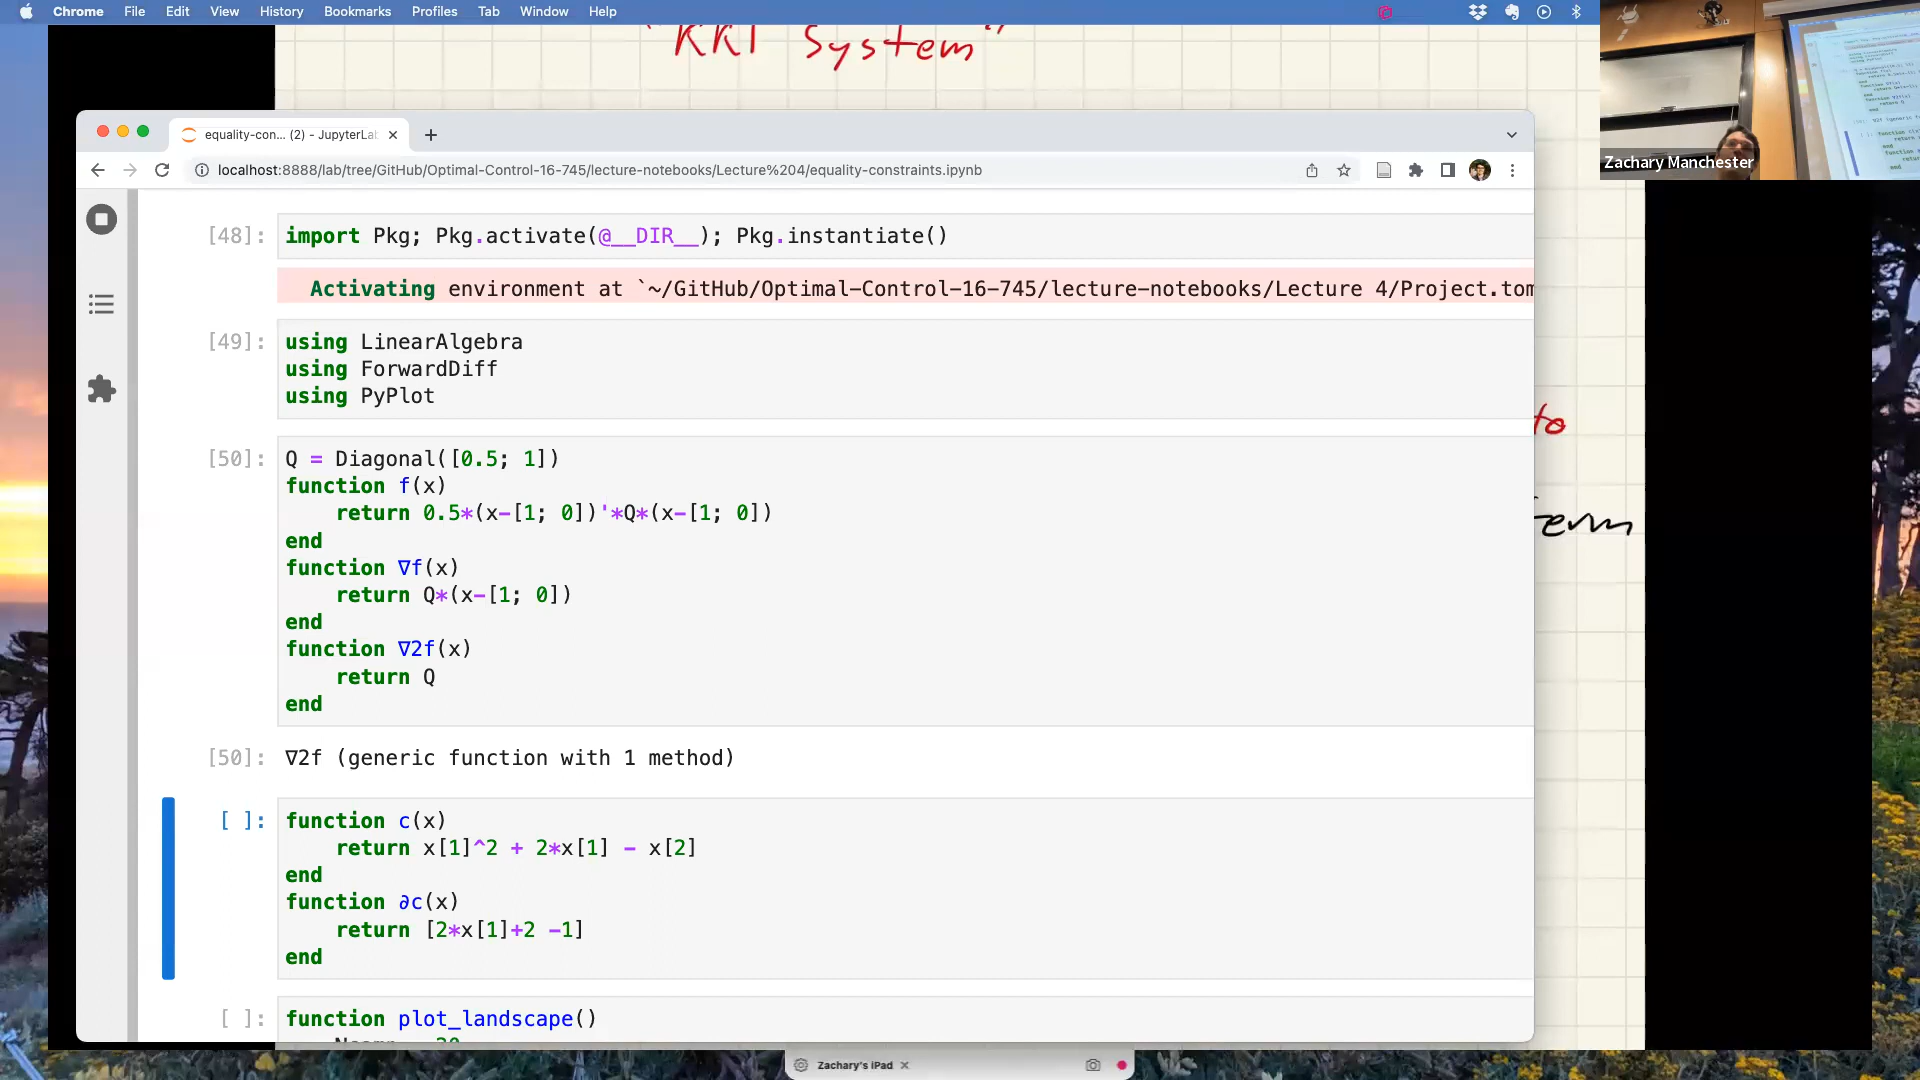 Chrome File Edit View History Bookmarks Profiles Tab Window Help
"KKT System"
equality-con... (2) - JupyterLab
localhost:8888/lab/tree/GitHub/Optimal-Control-16-745/lecture-notebooks/Lecture%204/equality-constraints.ipynb
Zachary Manchester
[48]: import Pkg; Pkg.activate(@__DIR__); Pkg.instantiate()
Activating environment at `~/GitHub/Optimal-Control-16-745/lecture-notebooks/Lecture 4/Project.tom
[49]: using LinearAlgebra
using ForwardDiff
using PyPlot
to
[50]: Q = Diagonal([0.5; 1])
function f(x)
return 0.5*(x-[1; 0])'*Q*(x-[1; 0])
term
end
function ∇f(x)
return Q*(x-[1; 0])
end
function ∇2f(x)
return Q
end
[50]: ∇2f (generic function with 1 method)
[ ]: function c(x)
return x[1]^2 + 2*x[1] - x[2]
end
function ∂c(x)
return [2*x[1]+2 -1]
end
[ ]: function plot_landscape()
Zachary's iPad